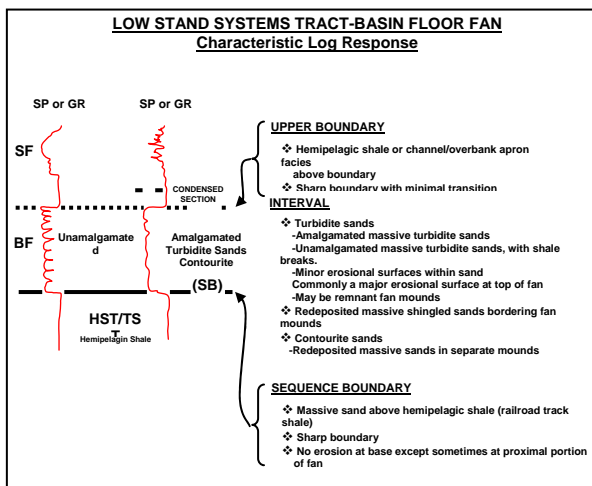 LOW STAND SYSTEMS TRACT-BASIN FLOOR FAN
Characteristic Log Response
SP or GR
SP or GR
SF
CONDENSED
SECTION
BF
Unamalgamate
d
Amalgamated
Turbidite Sands
Contourite
(SB)
HST/TS
T
Hemipelagin Shale
UPPER BOUNDARY
❖ Hemipelagic shale or channel/overbank apron
facies
above boundary
❖ Sharp boundary with minimal transition
INTERVAL
❖ Turbidite sands
-Amalgamated massive turbidite sands
-Unamalgamated massive turbidite sands, with shale
breaks.
-Minor erosional surfaces within sand
Commonly a major erosional surface at top of fan
-May be remnant fan mounds
❖ Redeposited massive shingled sands bordering fan
mounds
❖ Contourite sands
-Redeposited massive sands in separate mounds
SEQUENCE BOUNDARY
❖ Massive sand above hemipelagic shale (railroad track
shale)
❖ Sharp boundary
❖ No erosion at base except sometimes at proximal portion
of fan